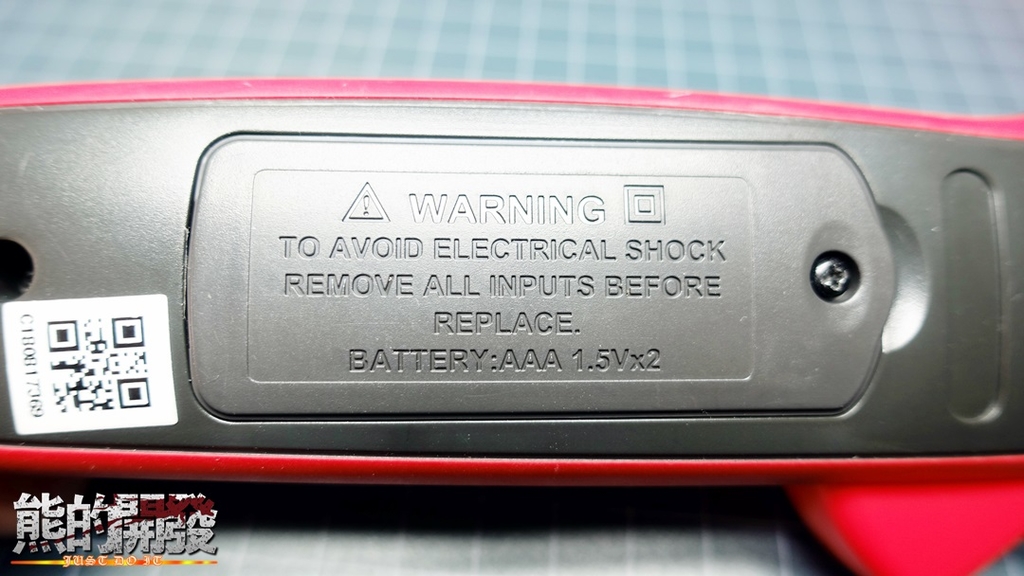 WARNING
TO AVOID ELECTRICAL SHOCK
REMOVE ALL INPUTS BEFORE
REPLACE.
BATTERY:AAA 1.5Vx2
C180817369
熊的
JUST DO IT